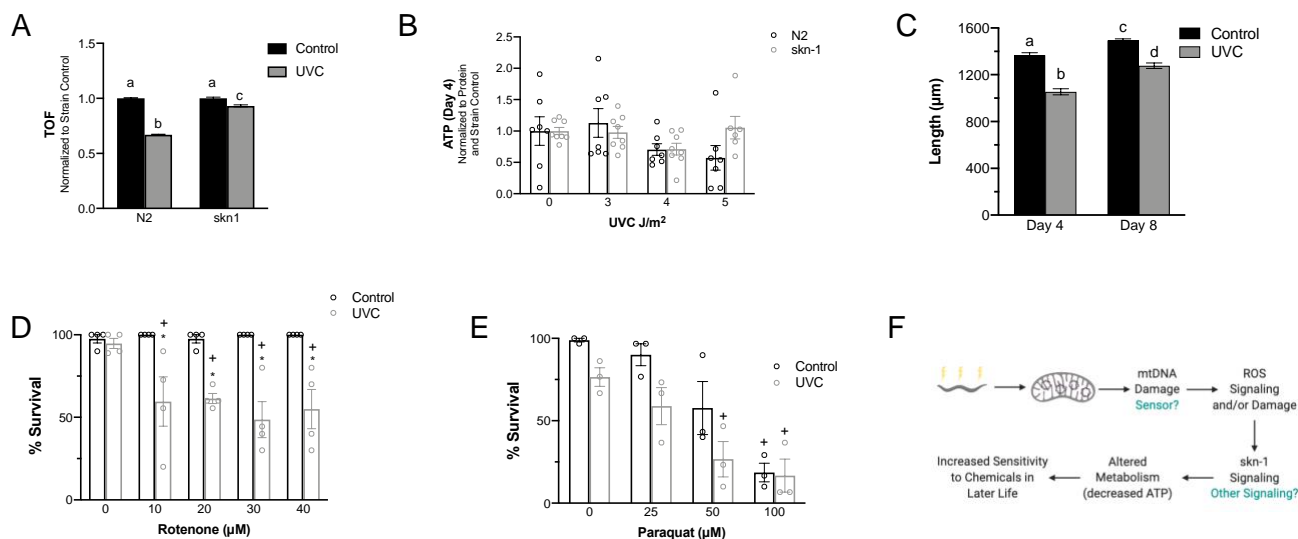 A
TOF
Normalized to Strain Control
1.5
1.0
0.5
0.0
a
b
a
c
N2
skn1
Control
UVC
B
ATP (Day 4)
Normalized to Protein
and Strain Control
2.5
2.0
1.5
1.0
0.5
0.0
0
3
4
5
UVC J/m²
N2
skn-1
C
Length (μm)
1600
1200
800
400
0
a
b
c
d
Day 4
Day 8
Control
UVC
D
% Survival
100
50
0
+
*
+
*
+
*
+
*
0
10
20
30
40
Rotenone (μM)
Control
UVC
E
% Survival
100
50
0
+
+
+
0
25
50
100
Paraquat (μM)
Control
UVC
F
mtDNA
Damage
Sensor?
ROS
Signaling
and/or Damage
skn-1
Signaling
Other Signaling?
Altered
Metabolism
(decreased ATP)
Increased Sensitivity
to Chemicals in
Later Life